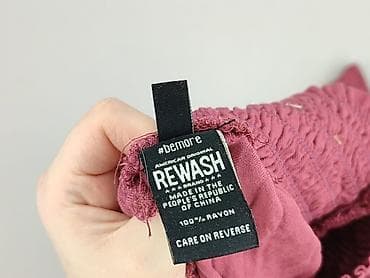 #bemore
AMERICAN ORIGINAL
REWASH
★★★ BRAND ★★★
MADE IN THE
PEOPLE'S REPUBLIC
OF CHINA
100% RAYON
CARE ON REVERSE